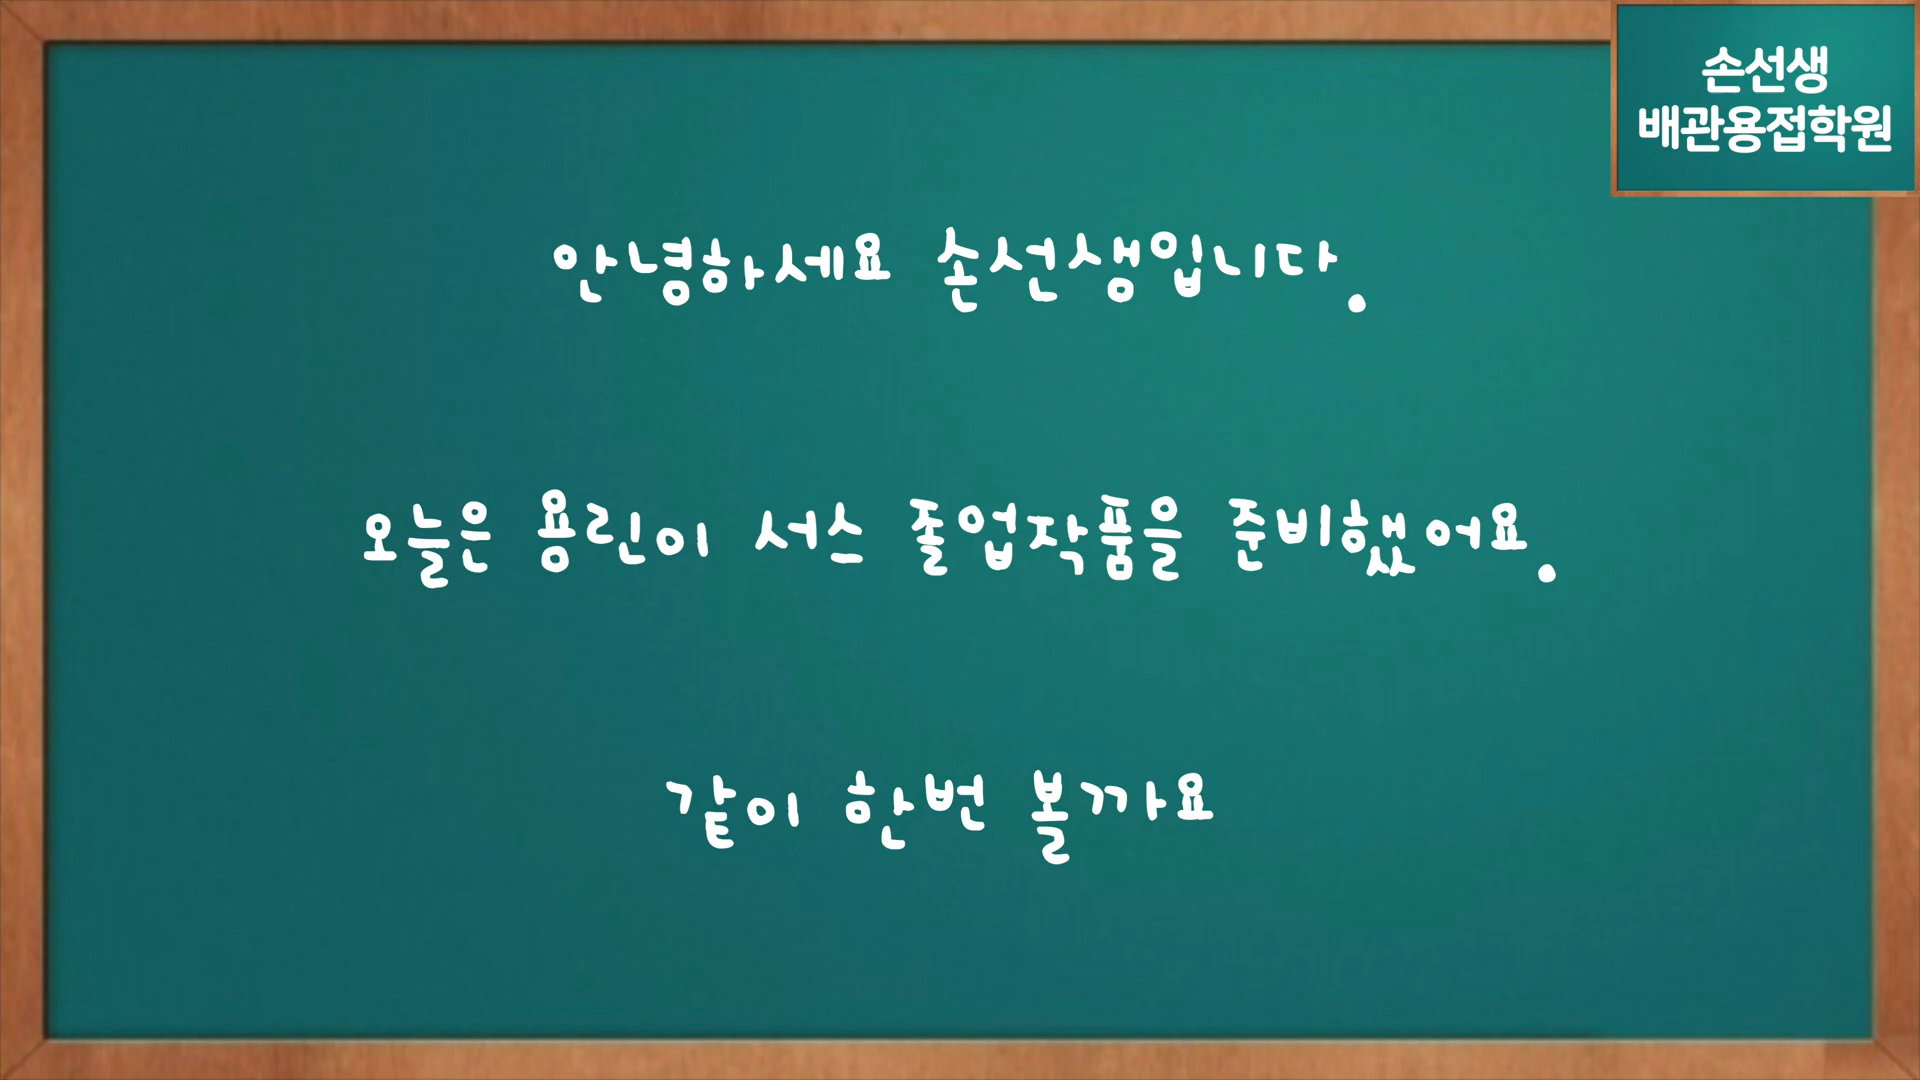 손선생
배관용접학원
안녕하세요 손선생입니다.
오늘은 용린이 서스 졸업작품을 준비했어요.
같이 한번 볼까요